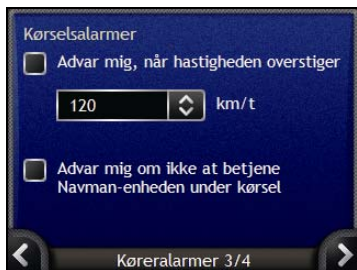 Kørselsalarmer
Advar mig, når hastigheden overstiger
120 km/t
Advar mig om ikke at betjene
Navman-enheden under kørsel
Køreralarmer 3/4